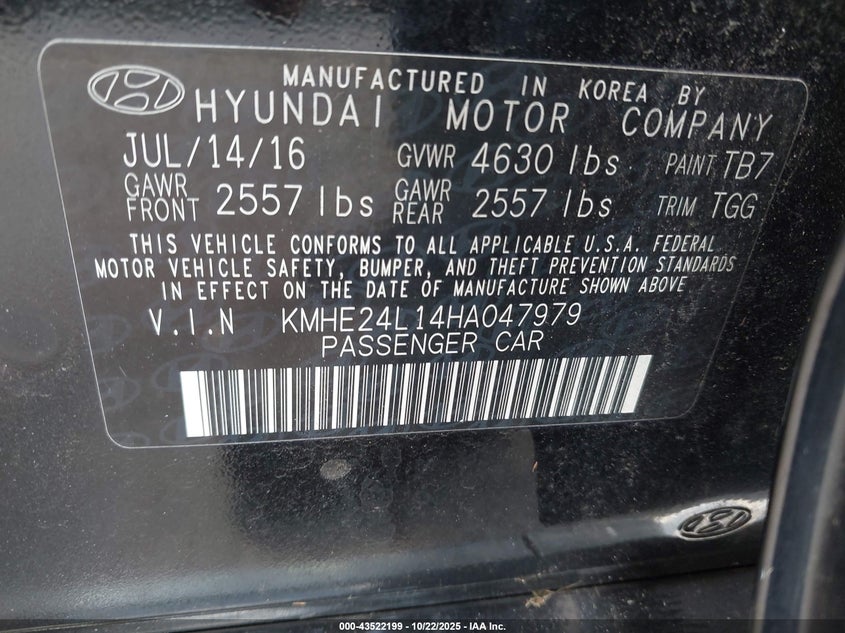 MANUFACTURED IN KOREA BY
HYUNDAI MOTOR COMPANY
JUL/14/16 GVWR 4630 lbs PAINT TB7
GAWR FRONT 2557 lbs GAWR REAR 2557 lbs TRIM TGG
THIS VEHICLE CONFORMS TO ALL APPLICABLE U.S.A. FEDERAL
MOTOR VEHICLE SAFETY, BUMPER, AND THEFT PREVENTION STANDARDS
IN EFFECT ON THE DATE OF MANUFACTURE SHOWN ABOVE
V.I.N KMHE24L14HA047979
PASSENGER CAR
000-43522199 - 10/22/2025 - IAA Inc.